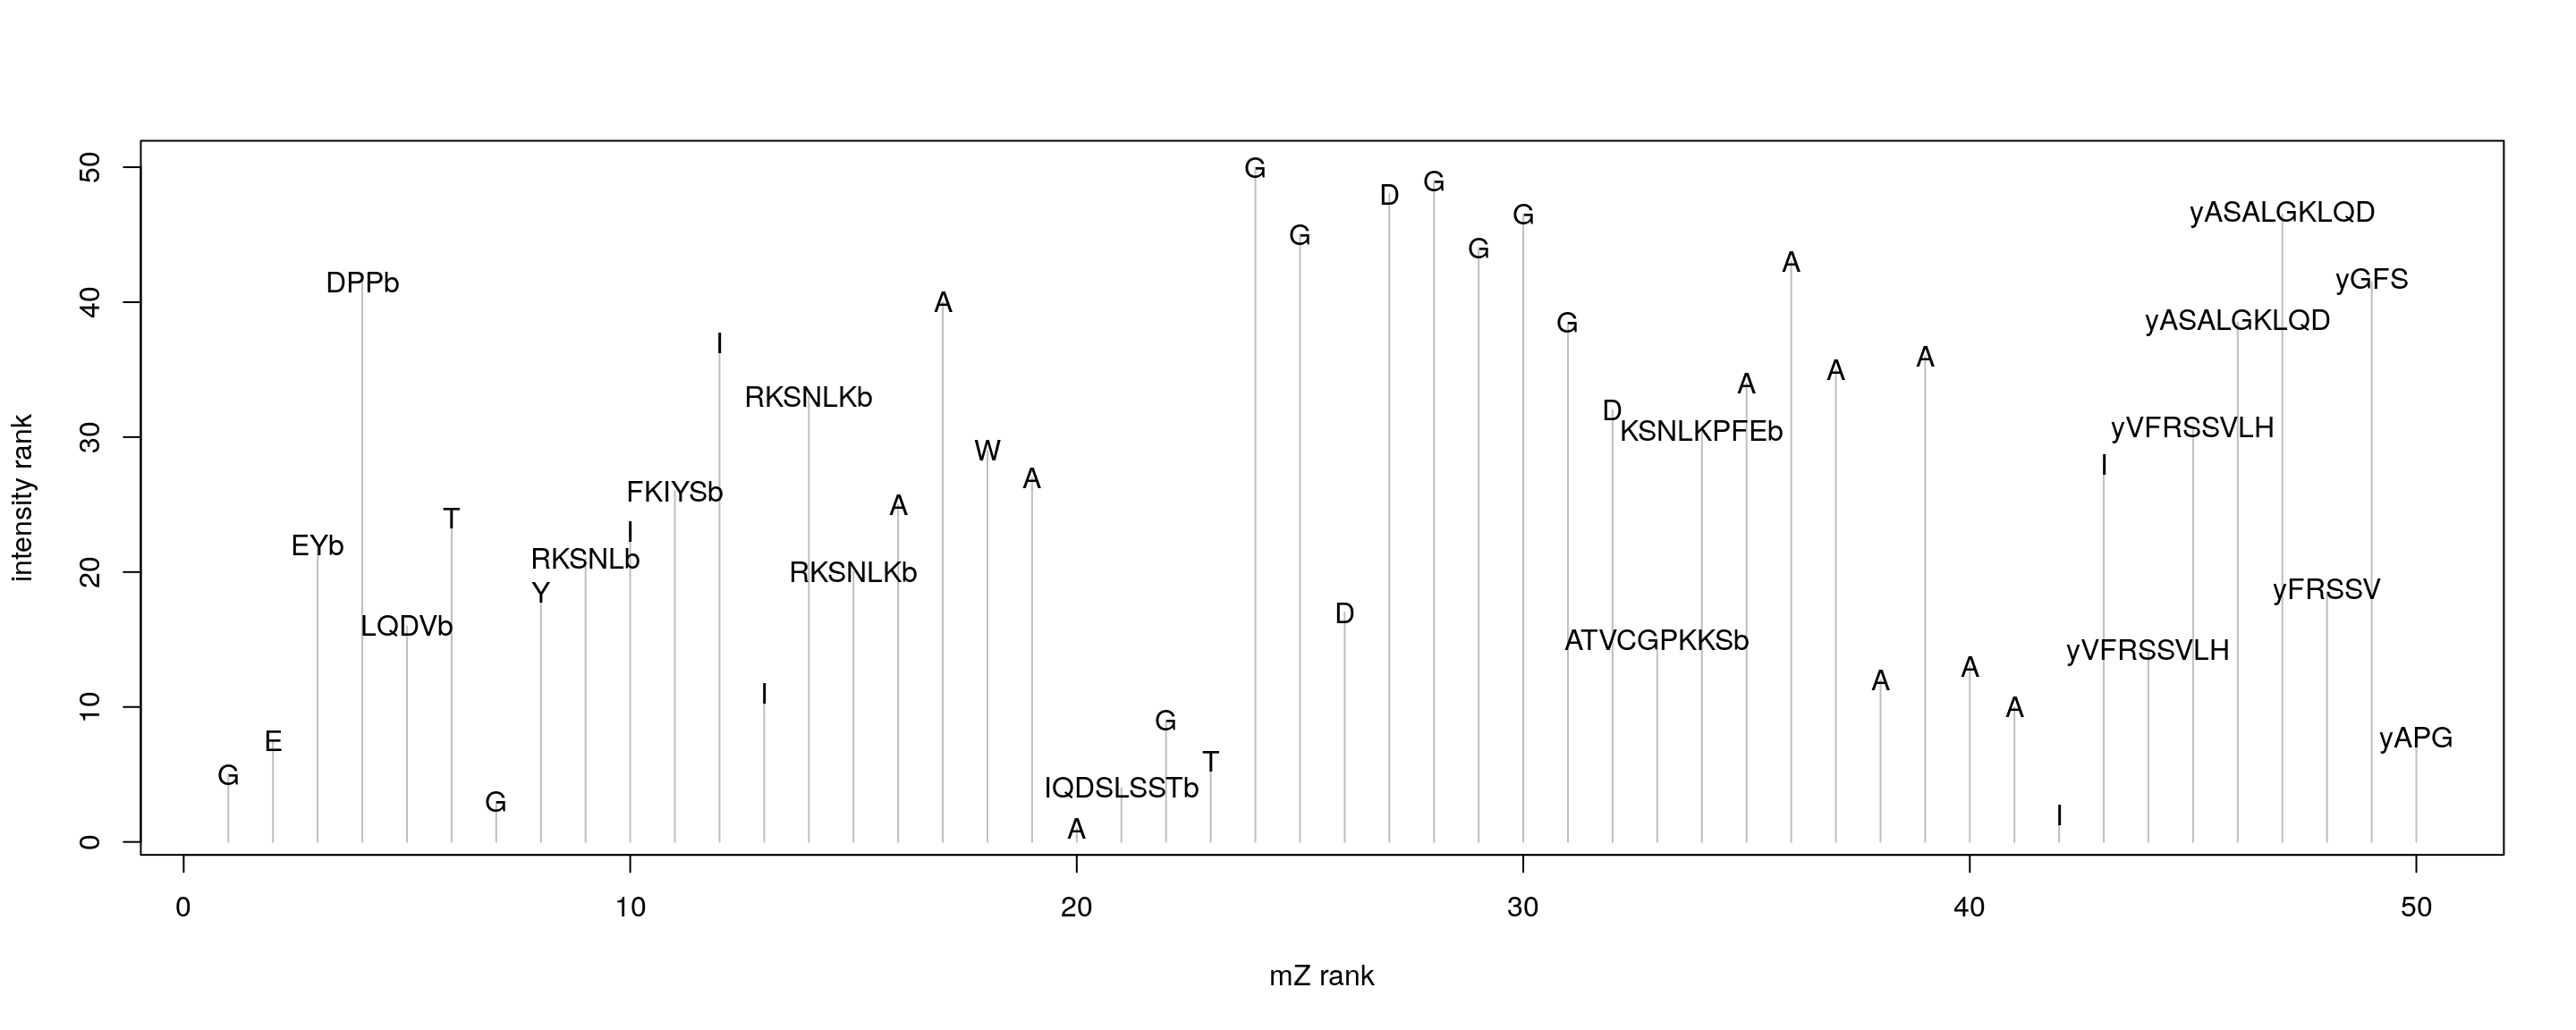 G
50
D
G
G
45
G
G
yASALGKLQD
A
DPPb
yGFS
40
A
G
yASALGKLQD
I
A
A
A
RKSNLKb
D
KSNLKPFEb
yVFRSSVLH
30
W
I
A
FKIYSb
A
T
I
EYb
RKSNLb
RKSNLKb
20
Y
yFRSSV
D
LQDVb
ATVCGPKKSb
yVFRSSVLH
A
A
I
A
10
G
E
yAPG
T
G
IQDSLSSTb
G
I
A
0
intensity rank
0 10 20 30 40 50
mZ rank